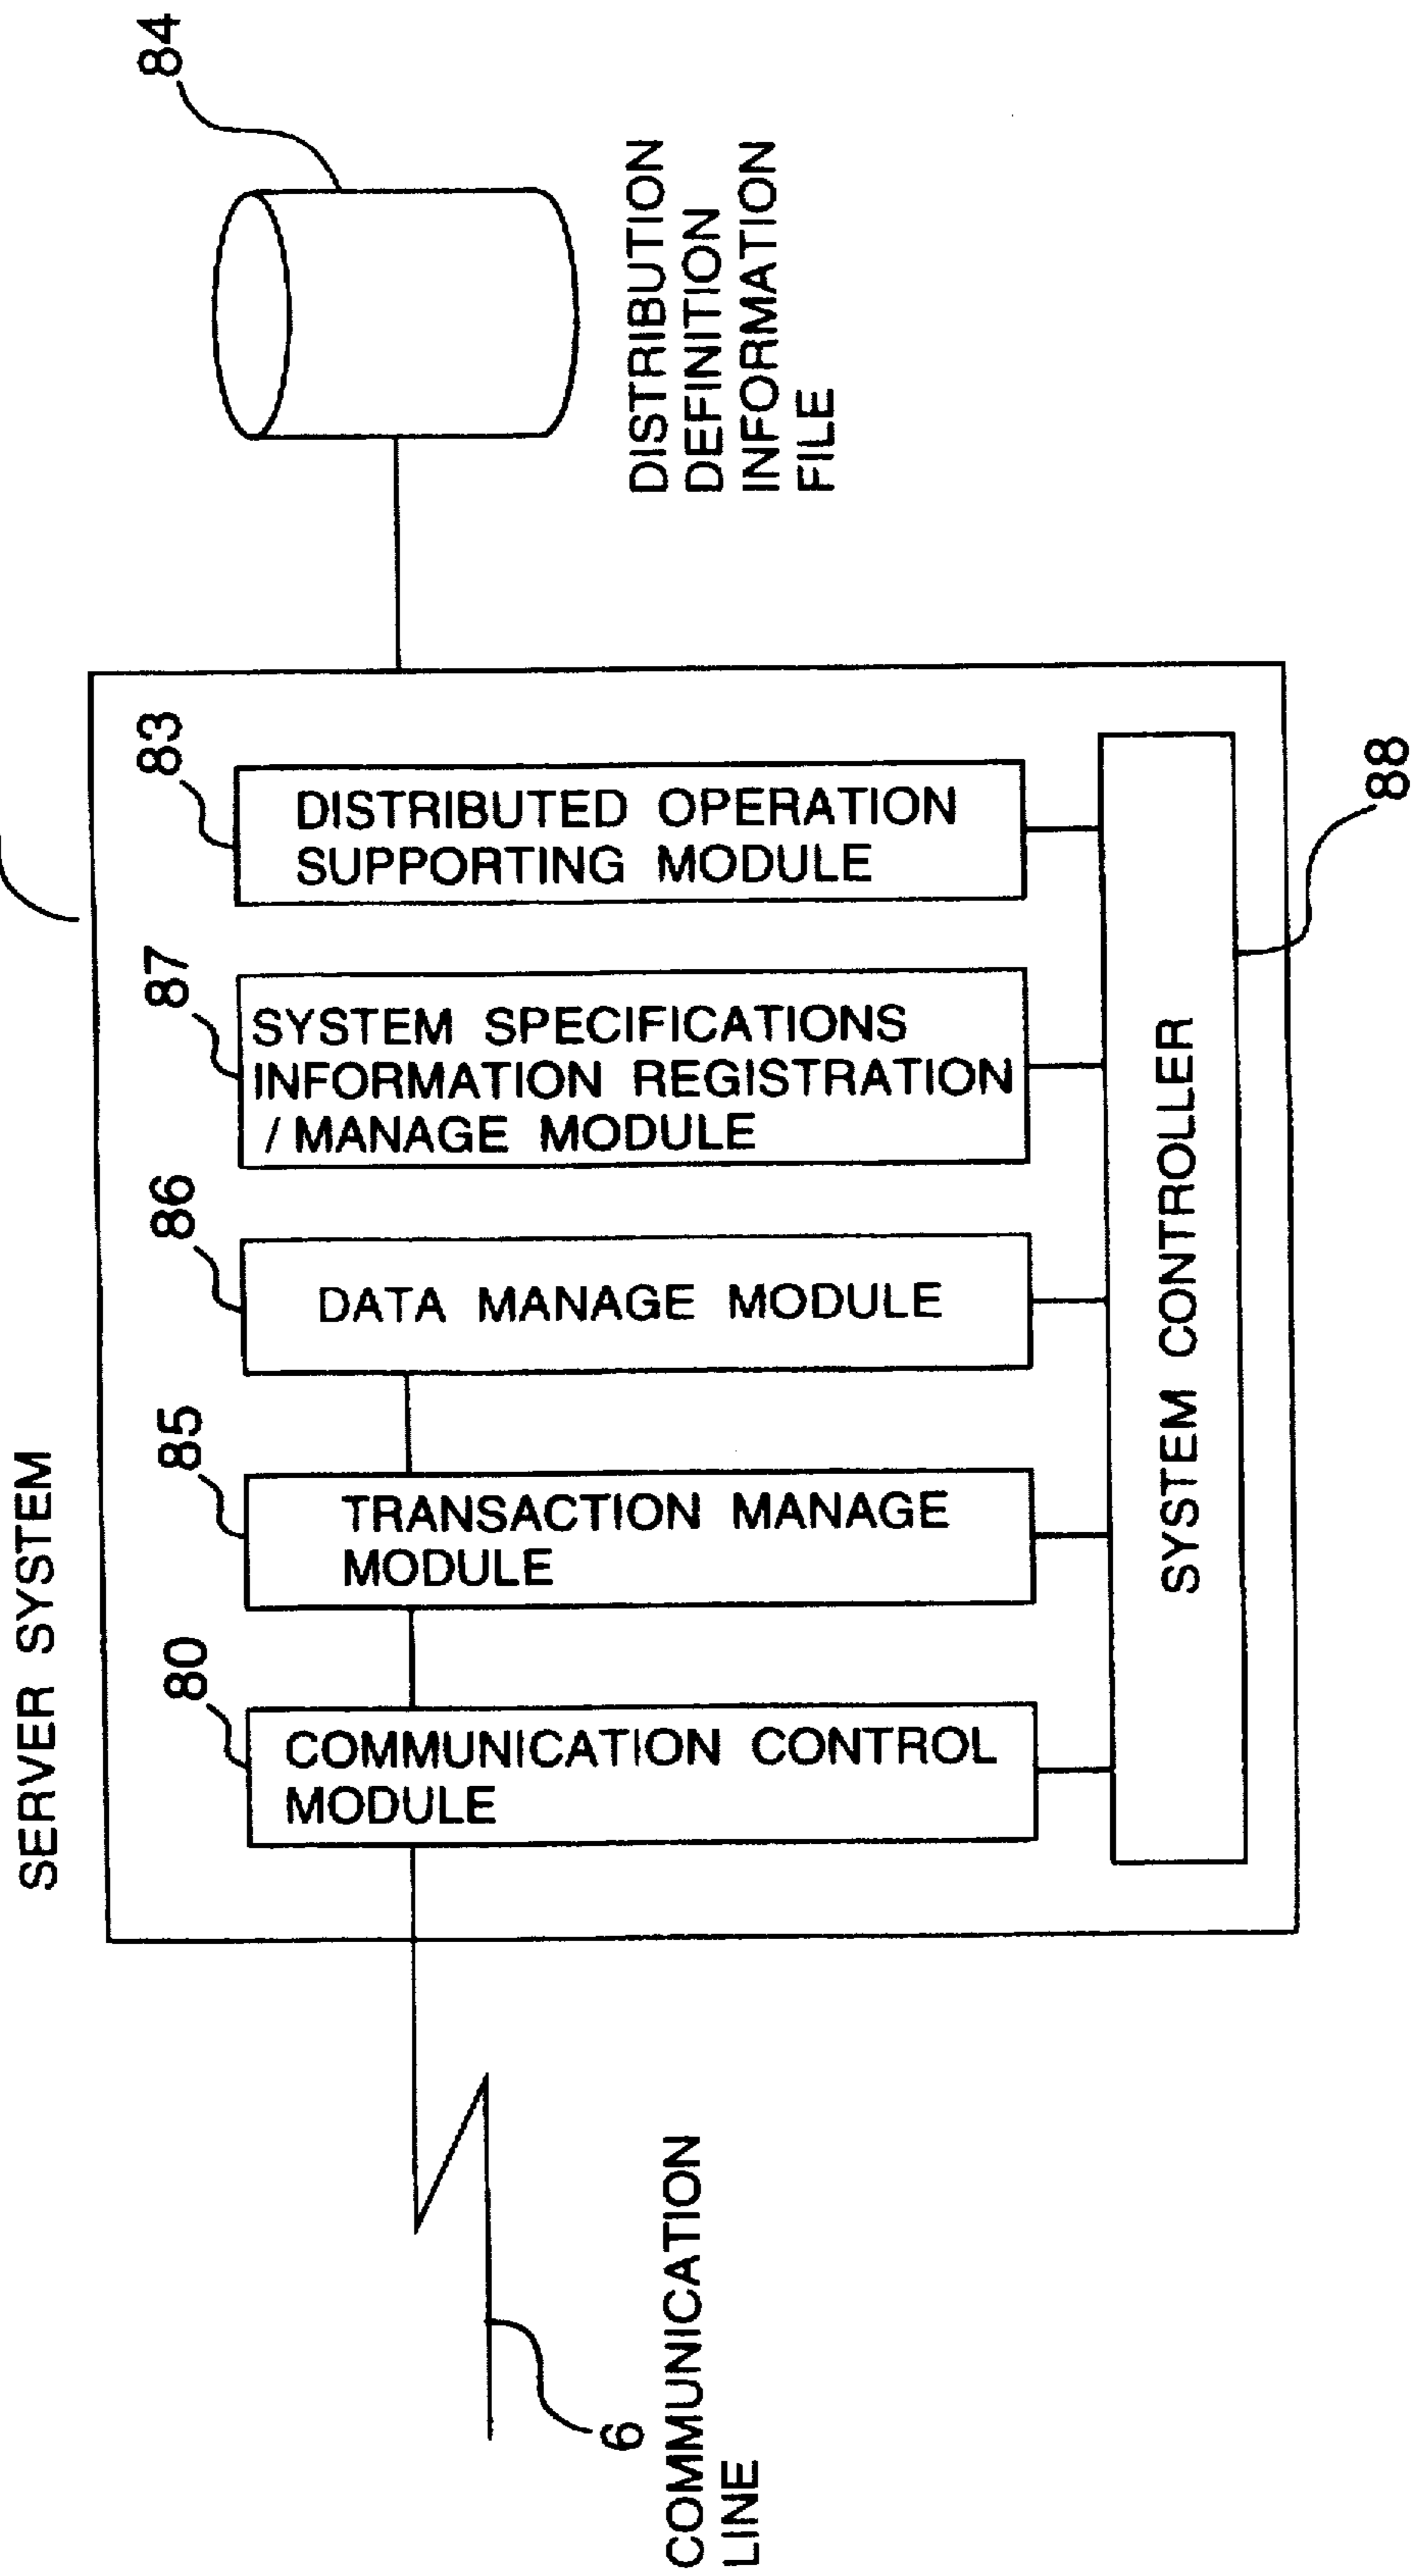 SERVER SYSTEM
84
DISTRIBUTION
DEFINITION
INFORMATION
FILE
83
DISTRIBUTED OPERATION
SUPPORTING MODULE
87
SYSTEM SPECIFICATIONS
INFORMATION REGISTRATION
/ MANAGE MODULE
86
DATA MANAGE MODULE
85
TRANSACTION MANAGE
MODULE
80
COMMUNICATION CONTROL
MODULE
SYSTEM CONTROLLER
88
6
COMMUNICATION
LINE